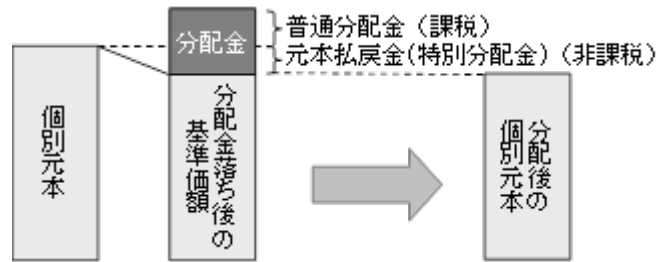 分配金
普通分配金（課税）
元本払戻金(特別分配金)（非課税）
個別元本
分配金落ち後の
基準価額
分配後の
個別元本